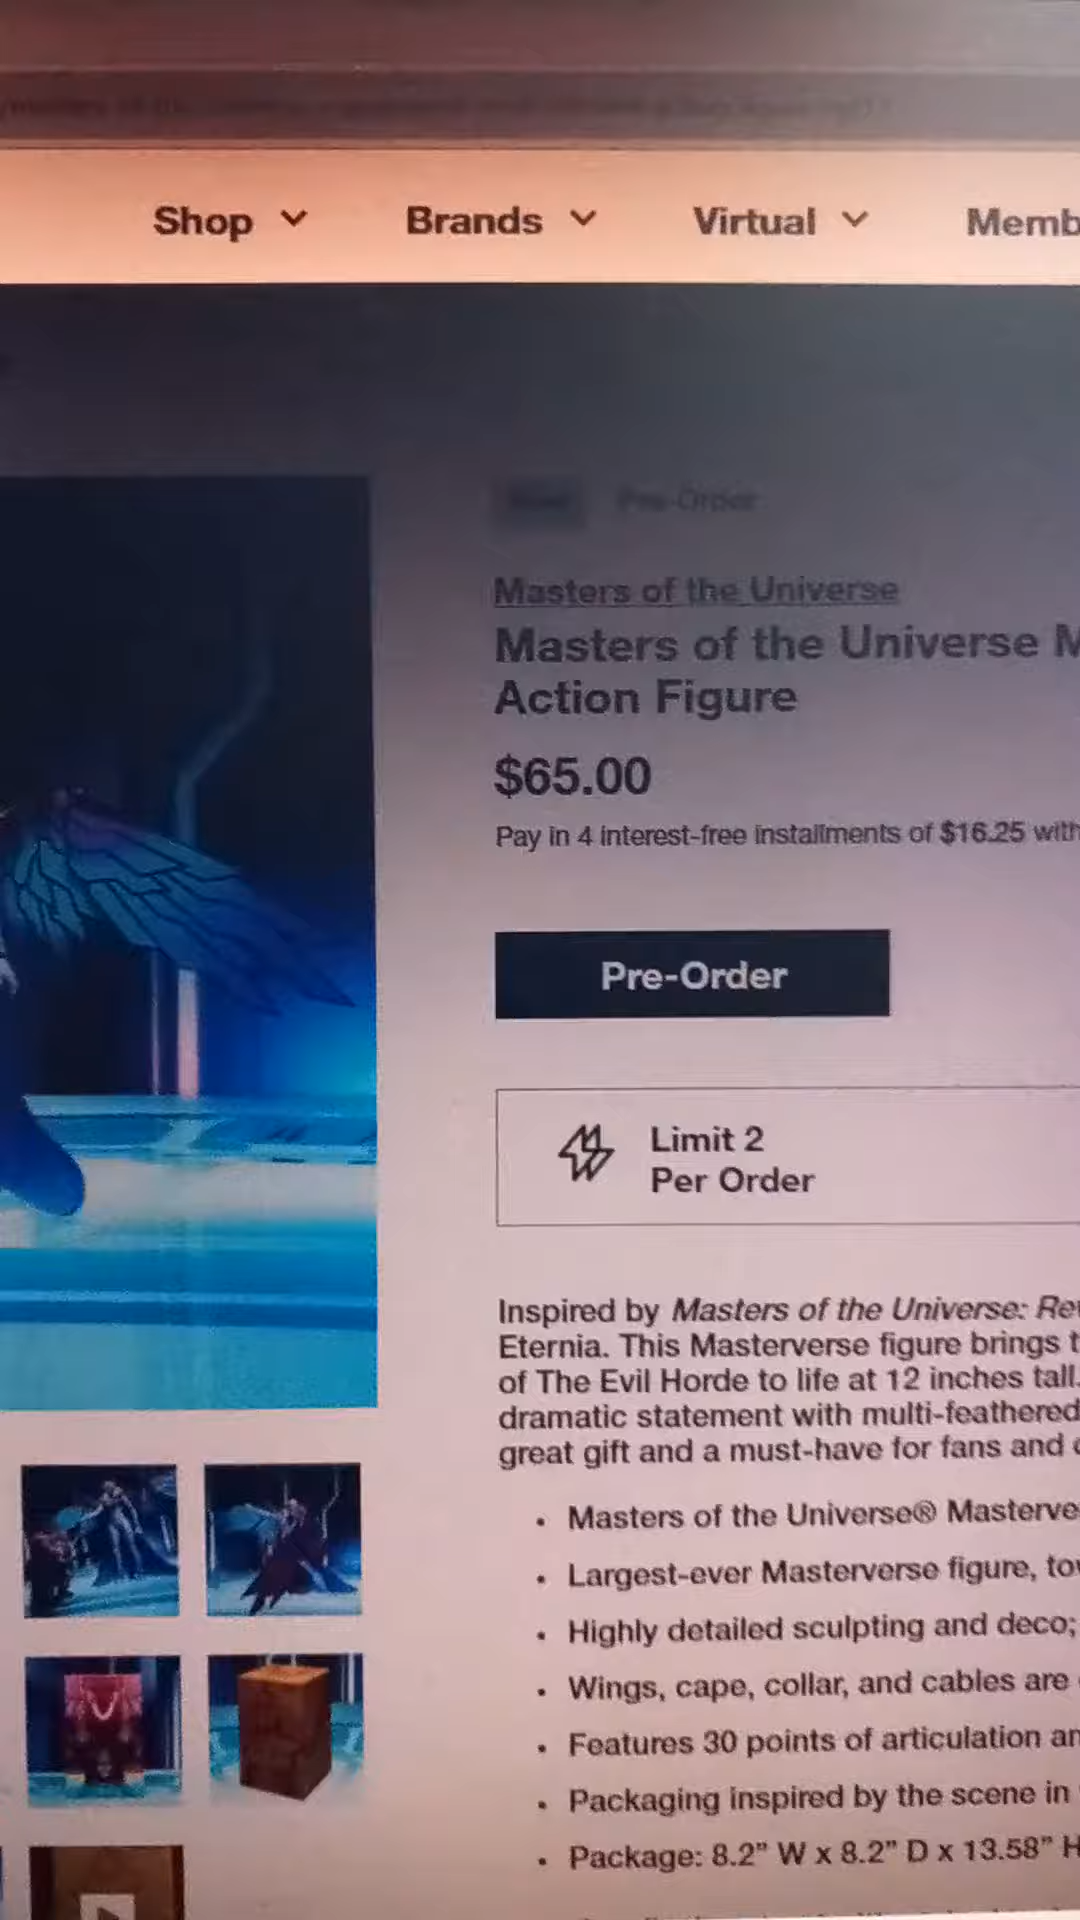 Shop
Brands
Virtual
Memb
Pre-Order
Masters of the Universe
Masters of the Universe M
Action Figure
$65.00
Pay in 4 interest-free installments of $16.25 with
Pre-Order
Limit 2
Per Order
Inspired by Masters of the Universe: Rev
Eternia. This Masterverse figure brings t
of The Evil Horde to life at 12 inches tall.
dramatic statement with multi-feathered
great gift and a must-have for fans and c
• Masters of the Universe® Masterve
• Largest-ever Masterverse figure, tow
• Highly detailed sculpting and deco;
• Wings, cape, collar, and cables are
• Features 30 points of articulation an
• Packaging inspired by the scene in
• Package: 8.2” W x 8.2” D x 13.58” H